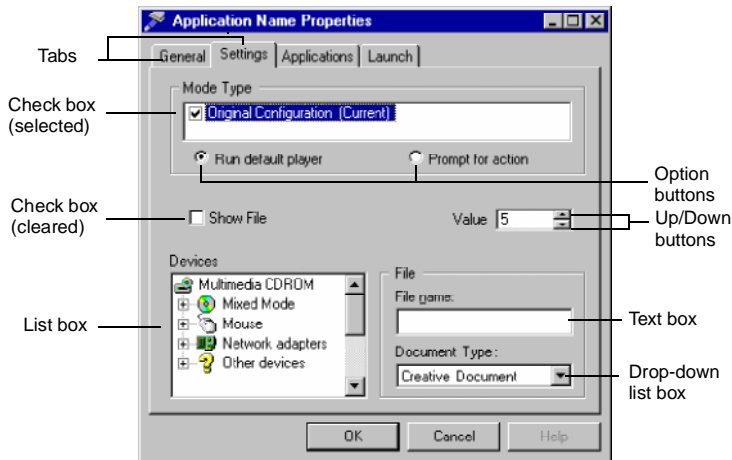 Application Name Properties
Tabs
General Settings Applications Launch
Mode Type
Check box
(selected)
Original Configuration (Current)
Run default player
Prompt for action
Option
buttons
Check box
(cleared)
Show File
Value 5
Up/Down
buttons
Devices
Multimedia CDROM
Mixed Mode
Mouse
Network adapters
Other devices
List box
File
File name:
Text box
Document Type:
Creative Document
Drop-down
list box
OK Cancel Help